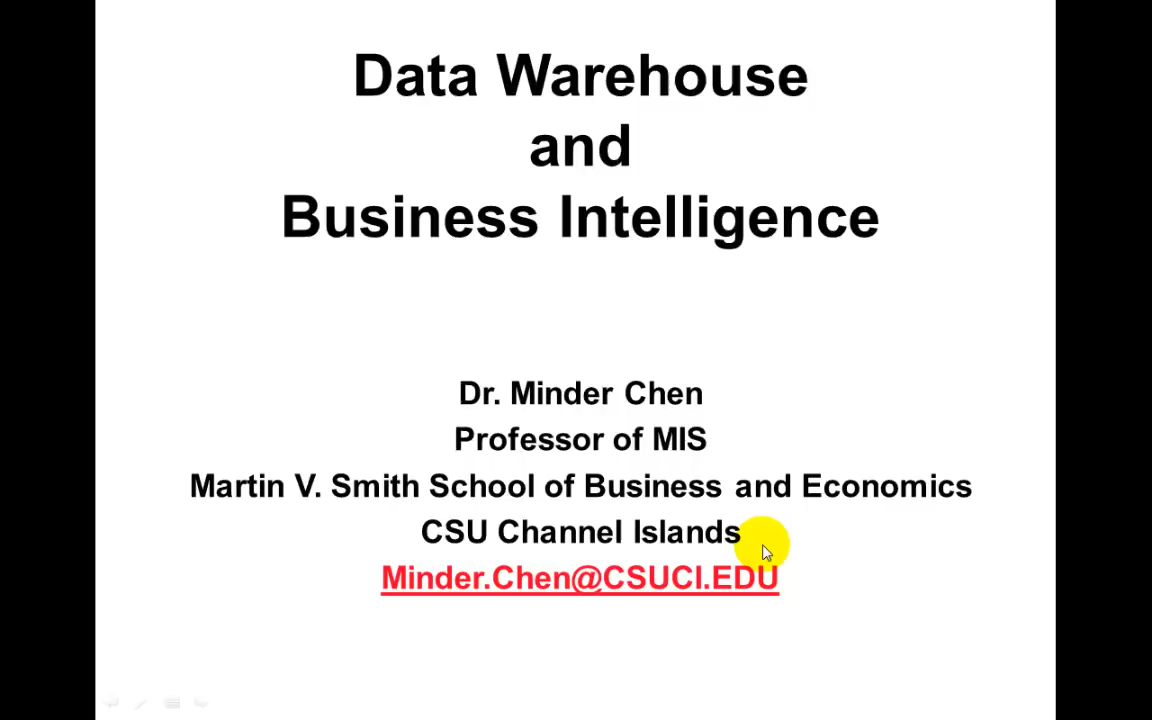 Data Warehouse
and
Business Intelligence
Dr. Minder Chen
Professor of MIS
Martin V. Smith School of Business and Economics
CSU Channel Islands
Minder.Chen@CSUCI.EDU